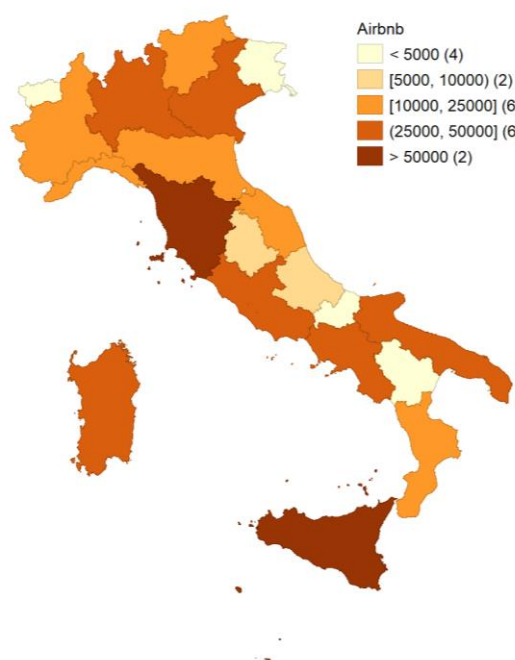 Airbnb
< 5000 (4)
[5000, 10000) (2)
[10000, 25000] (6
(25000, 50000] (6
> 50000 (2)